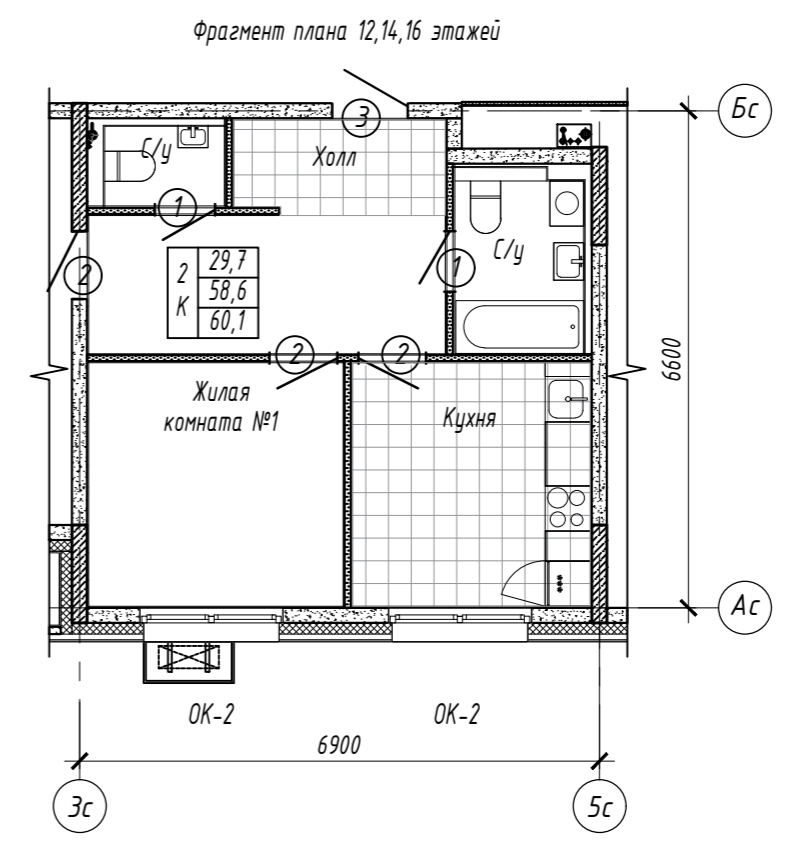 Фрагмент плана 12,14,16 этажей
Бс
3
С/у
Холл
1
С/у
2
1
2
К
29,7
58,6
60,1
2
2
6600
Жилая
комната №1
Кухня
Ас
ОК-2
ОК-2
6900
3с
5с